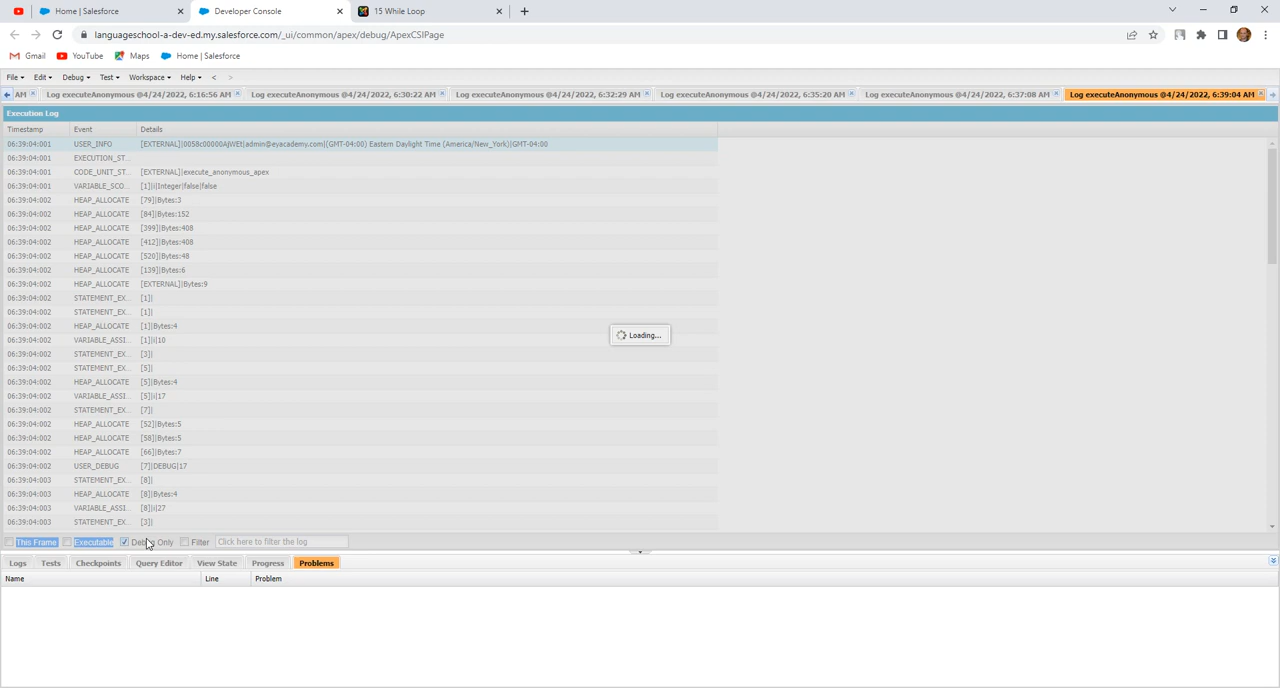 Home | Salesforce
Developer Console
15 While Loop
languageschool-a-dev-ed.my.salesforce.com/_ui/common/apex/debug/ApexCSIPage
Gmail YouTube Maps Home | Salesforce
File Edit Debug Test Workspace Help < >
AM Log executeAnonymous @4/24/2022, 6:16:56 AM Log executeAnonymous @4/24/2022, 6:30:22 AM Log executeAnonymous @4/24/2022, 6:32:29 AM Log executeAnonymous @4/24/2022, 6:35:20 AM Log executeAnonymous @4/24/2022, 6:37:08 AM Log executeAnonymous @4/24/2022, 6:39:04 AM
Execution Log
Timestamp Event Details
06:39:04:001 USER_INFO [EXTERNAL]|0058c00000AjWEt|admin@eyacademy.com|(GMT-04:00) Eastern Daylight Time (America/New_York)|GMT-04:00
06:39:04:001 EXECUTION_ST...
06:39:04:001 CODE_UNIT_ST... [EXTERNAL]|execute_anonymous_apex
06:39:04:001 VARIABLE_SCO... [1]|i|Integer|false|false
06:39:04:002 HEAP_ALLOCATE [79]|Bytes:3
06:39:04:002 HEAP_ALLOCATE [84]|Bytes:152
06:39:04:002 HEAP_ALLOCATE [399]|Bytes:408
06:39:04:002 HEAP_ALLOCATE [412]|Bytes:408
06:39:04:002 HEAP_ALLOCATE [520]|Bytes:48
06:39:04:002 HEAP_ALLOCATE [139]|Bytes:6
06:39:04:002 HEAP_ALLOCATE [EXTERNAL]|Bytes:9
06:39:04:002 STATEMENT_EX... [1]|
06:39:04:002 STATEMENT_EX... [1]|
06:39:04:002 HEAP_ALLOCATE [1]|Bytes:4
Loading...
06:39:04:002 VARIABLE_ASSI... [1]|i|10
06:39:04:002 STATEMENT_EX... [3]|
06:39:04:002 STATEMENT_EX... [5]|
06:39:04:002 HEAP_ALLOCATE [5]|Bytes:4
06:39:04:002 VARIABLE_ASSI... [5]|i|17
06:39:04:002 STATEMENT_EX... [7]|
06:39:04:002 HEAP_ALLOCATE [52]|Bytes:5
06:39:04:002 HEAP_ALLOCATE [58]|Bytes:5
06:39:04:002 HEAP_ALLOCATE [66]|Bytes:7
06:39:04:002 USER_DEBUG [7]|DEBUG|17
06:39:04:003 STATEMENT_EX... [8]|
06:39:04:003 HEAP_ALLOCATE [8]|Bytes:4
06:39:04:003 VARIABLE_ASSI... [8]|i|27
06:39:04:003 STATEMENT_EX... [3]|
This Frame Executable Debug Only Filter Click here to filter the log
Logs Tests Checkpoints Query Editor View State Progress Problems
Name Line Problem